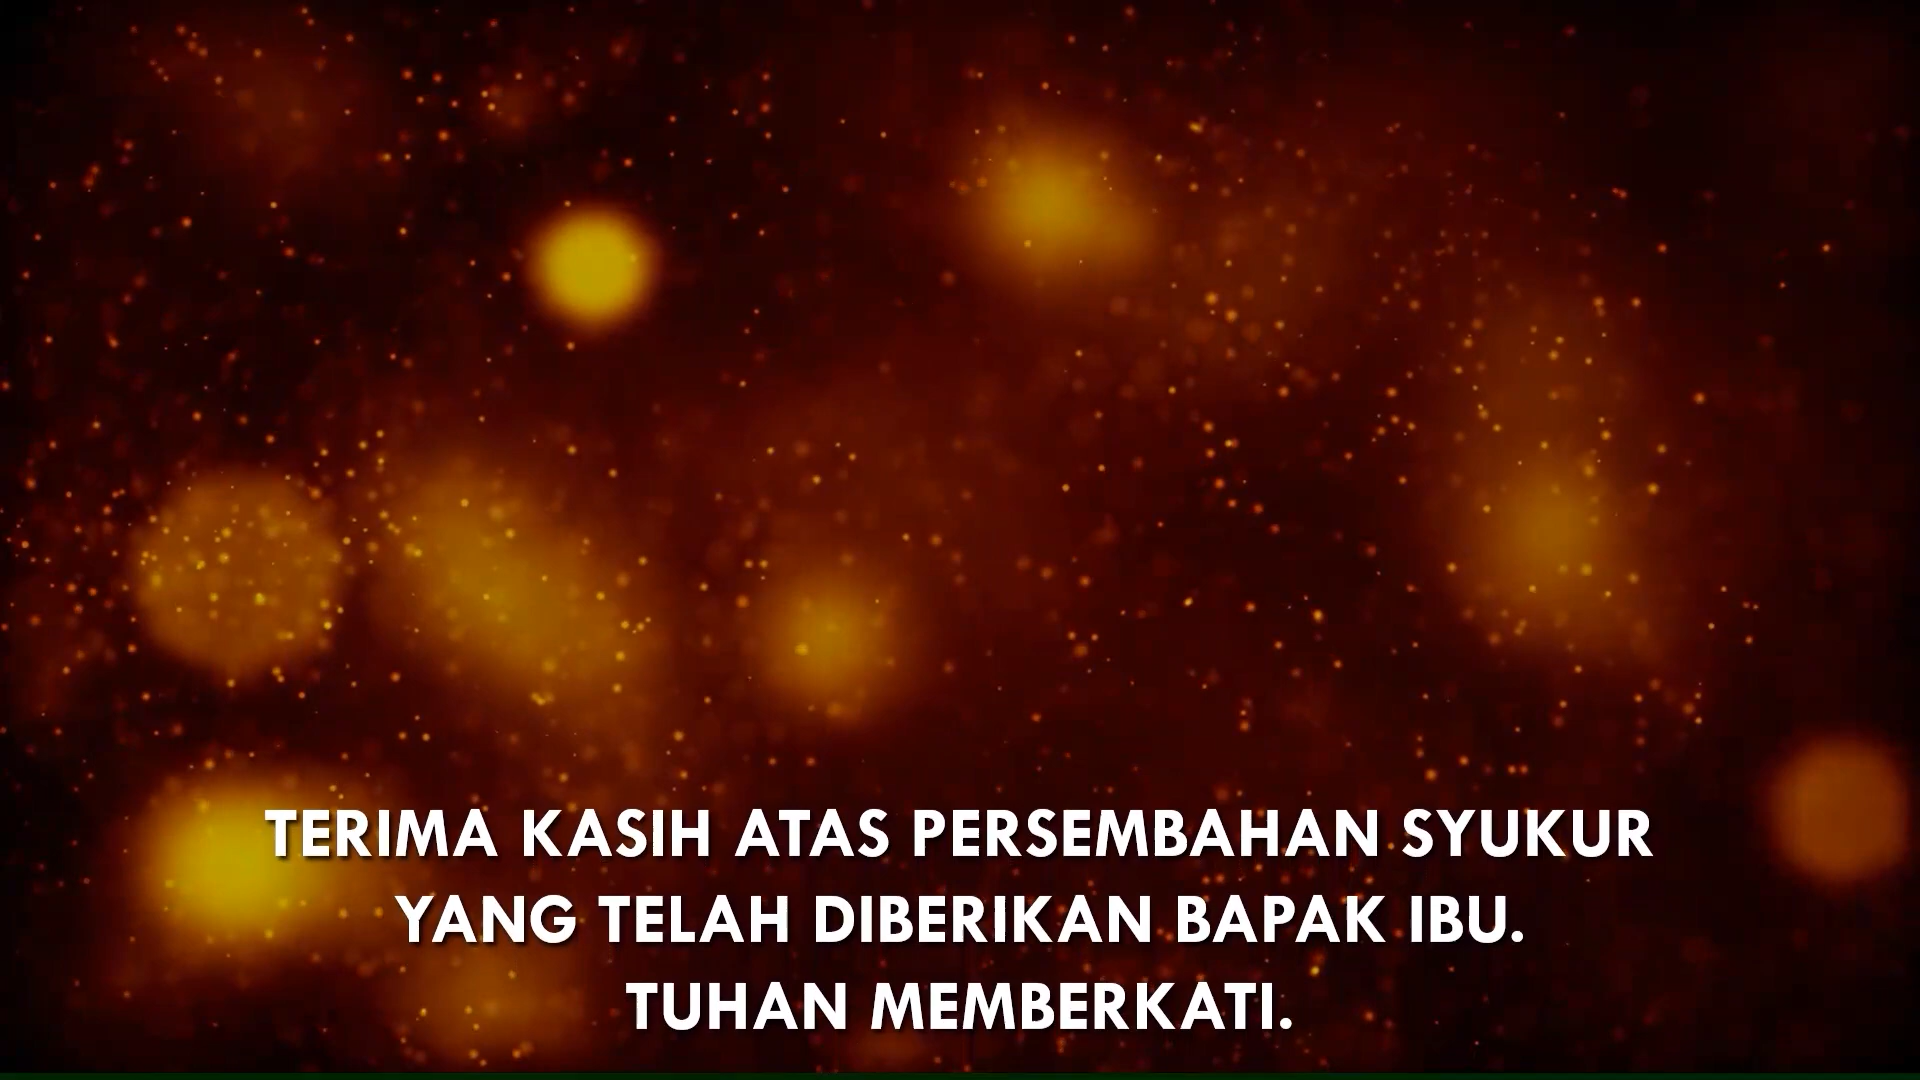 TERIMA KASIH ATAS PERSEMBAHAN SYUKUR
YANG TELAH DIBERIKAN BAPAK IBU.
TUHAN MEMBERKATI.